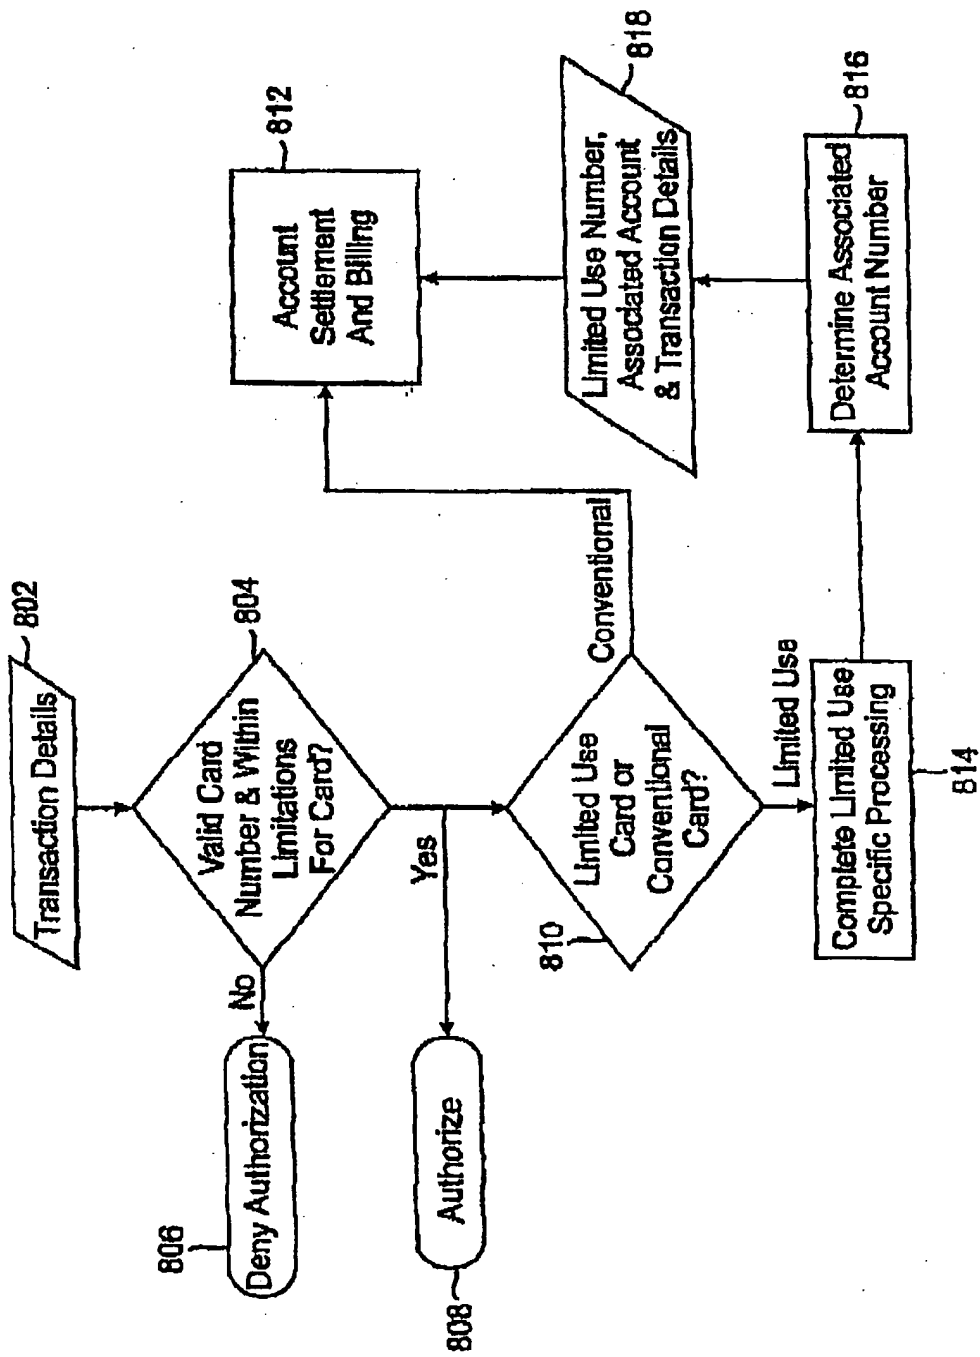 802
Transaction Details
804
Valid Card
Number & Within
Limitations
For Card?
No
806
Deny Authorization
Yes
808
Authorize
810
Limited Use
Card or
Conventional
Card?
Conventional
812
Account
Settlement
And Billing
Limited Use
Complete Limited Use
Specific Processing
814
Determine Associated
Account Number
816
Limited Use Number,
Associated Account
& Transaction Details
818